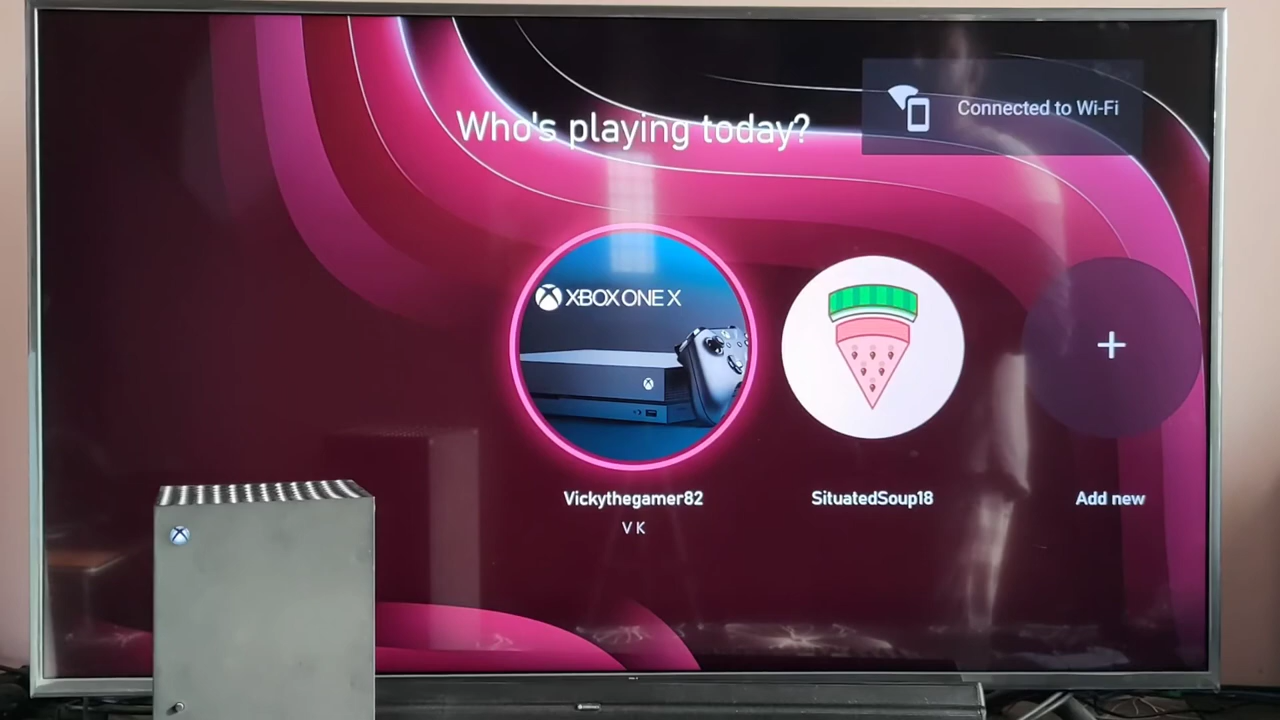 Who's playing today?
Connected to Wi-Fi
XBOX ONE X
Vickythegamer82
V K
SituatedSoup18
Add new